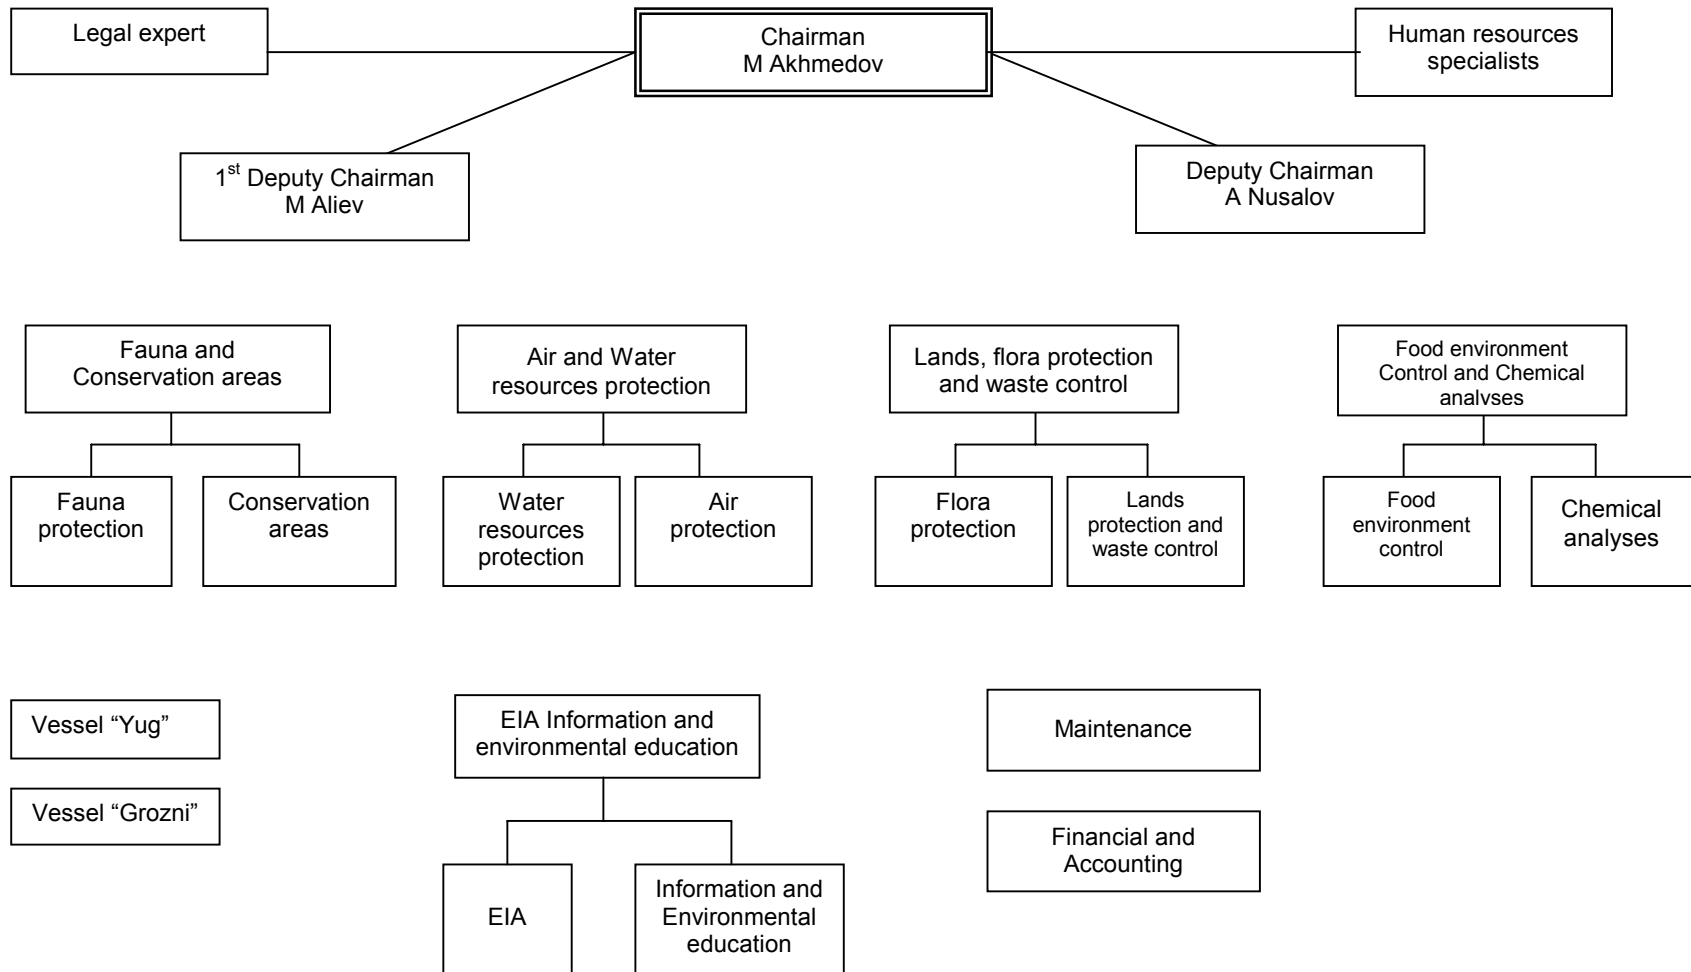 Legal expert
Chairman
M Akhmedov
Human resources
specialists
1st Deputy Chairman
M Aliev
Deputy Chairman
A Nusalov
Fauna and
Conservation areas
Air and Water
resources protection
Lands, flora protection
and waste control
Food environment
Control and Chemical
analyses
Fauna
protection
Conservation
areas
Water
resources
protection
Air
protection
Flora
protection
Lands
protection and
waste control
Food
environment
control
Chemical
analyses
Vessel “Yug”
Vessel “Grozni”
EIA Information and
environmental education
Maintenance
Financial and
Accounting
EIA
Information and
Environmental
education